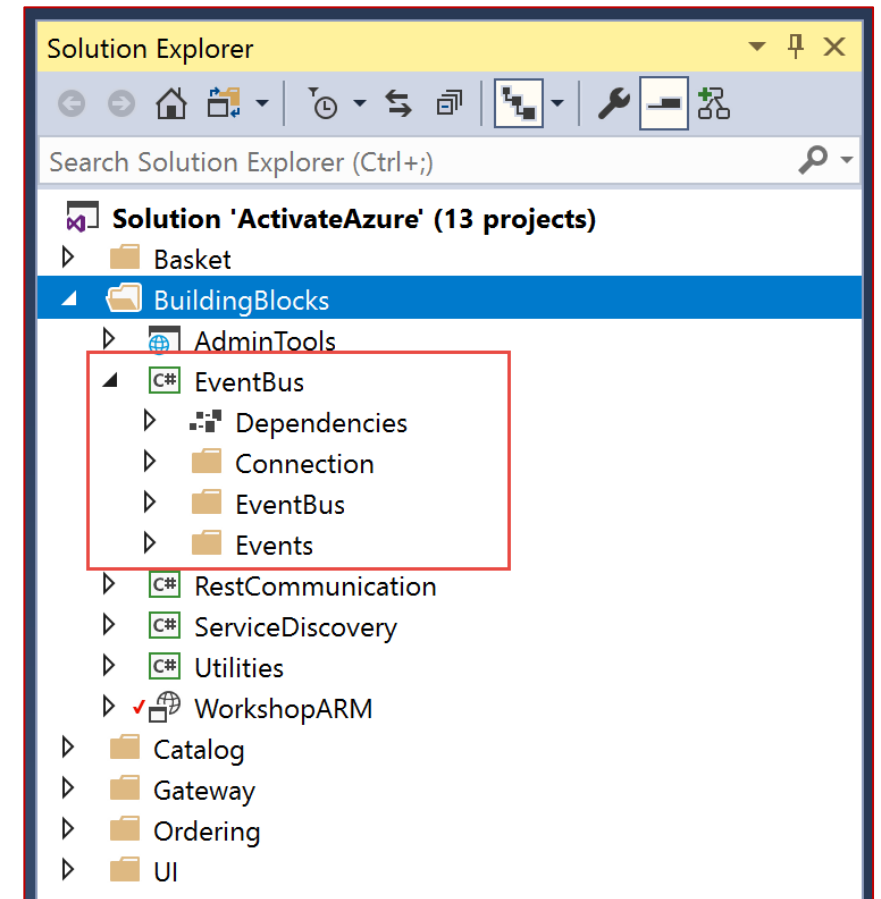 Solution Explorer
Search Solution Explorer (Ctrl+;)
Solution 'ActivateAzure' (13 projects)
Basket
BuildingBlocks
AdminTools
C# EventBus
Dependencies
Connection
EventBus
Events
C# RestCommunication
C# ServiceDiscovery
C# Utilities
WorkshopARM
Catalog
Gateway
Ordering
UI